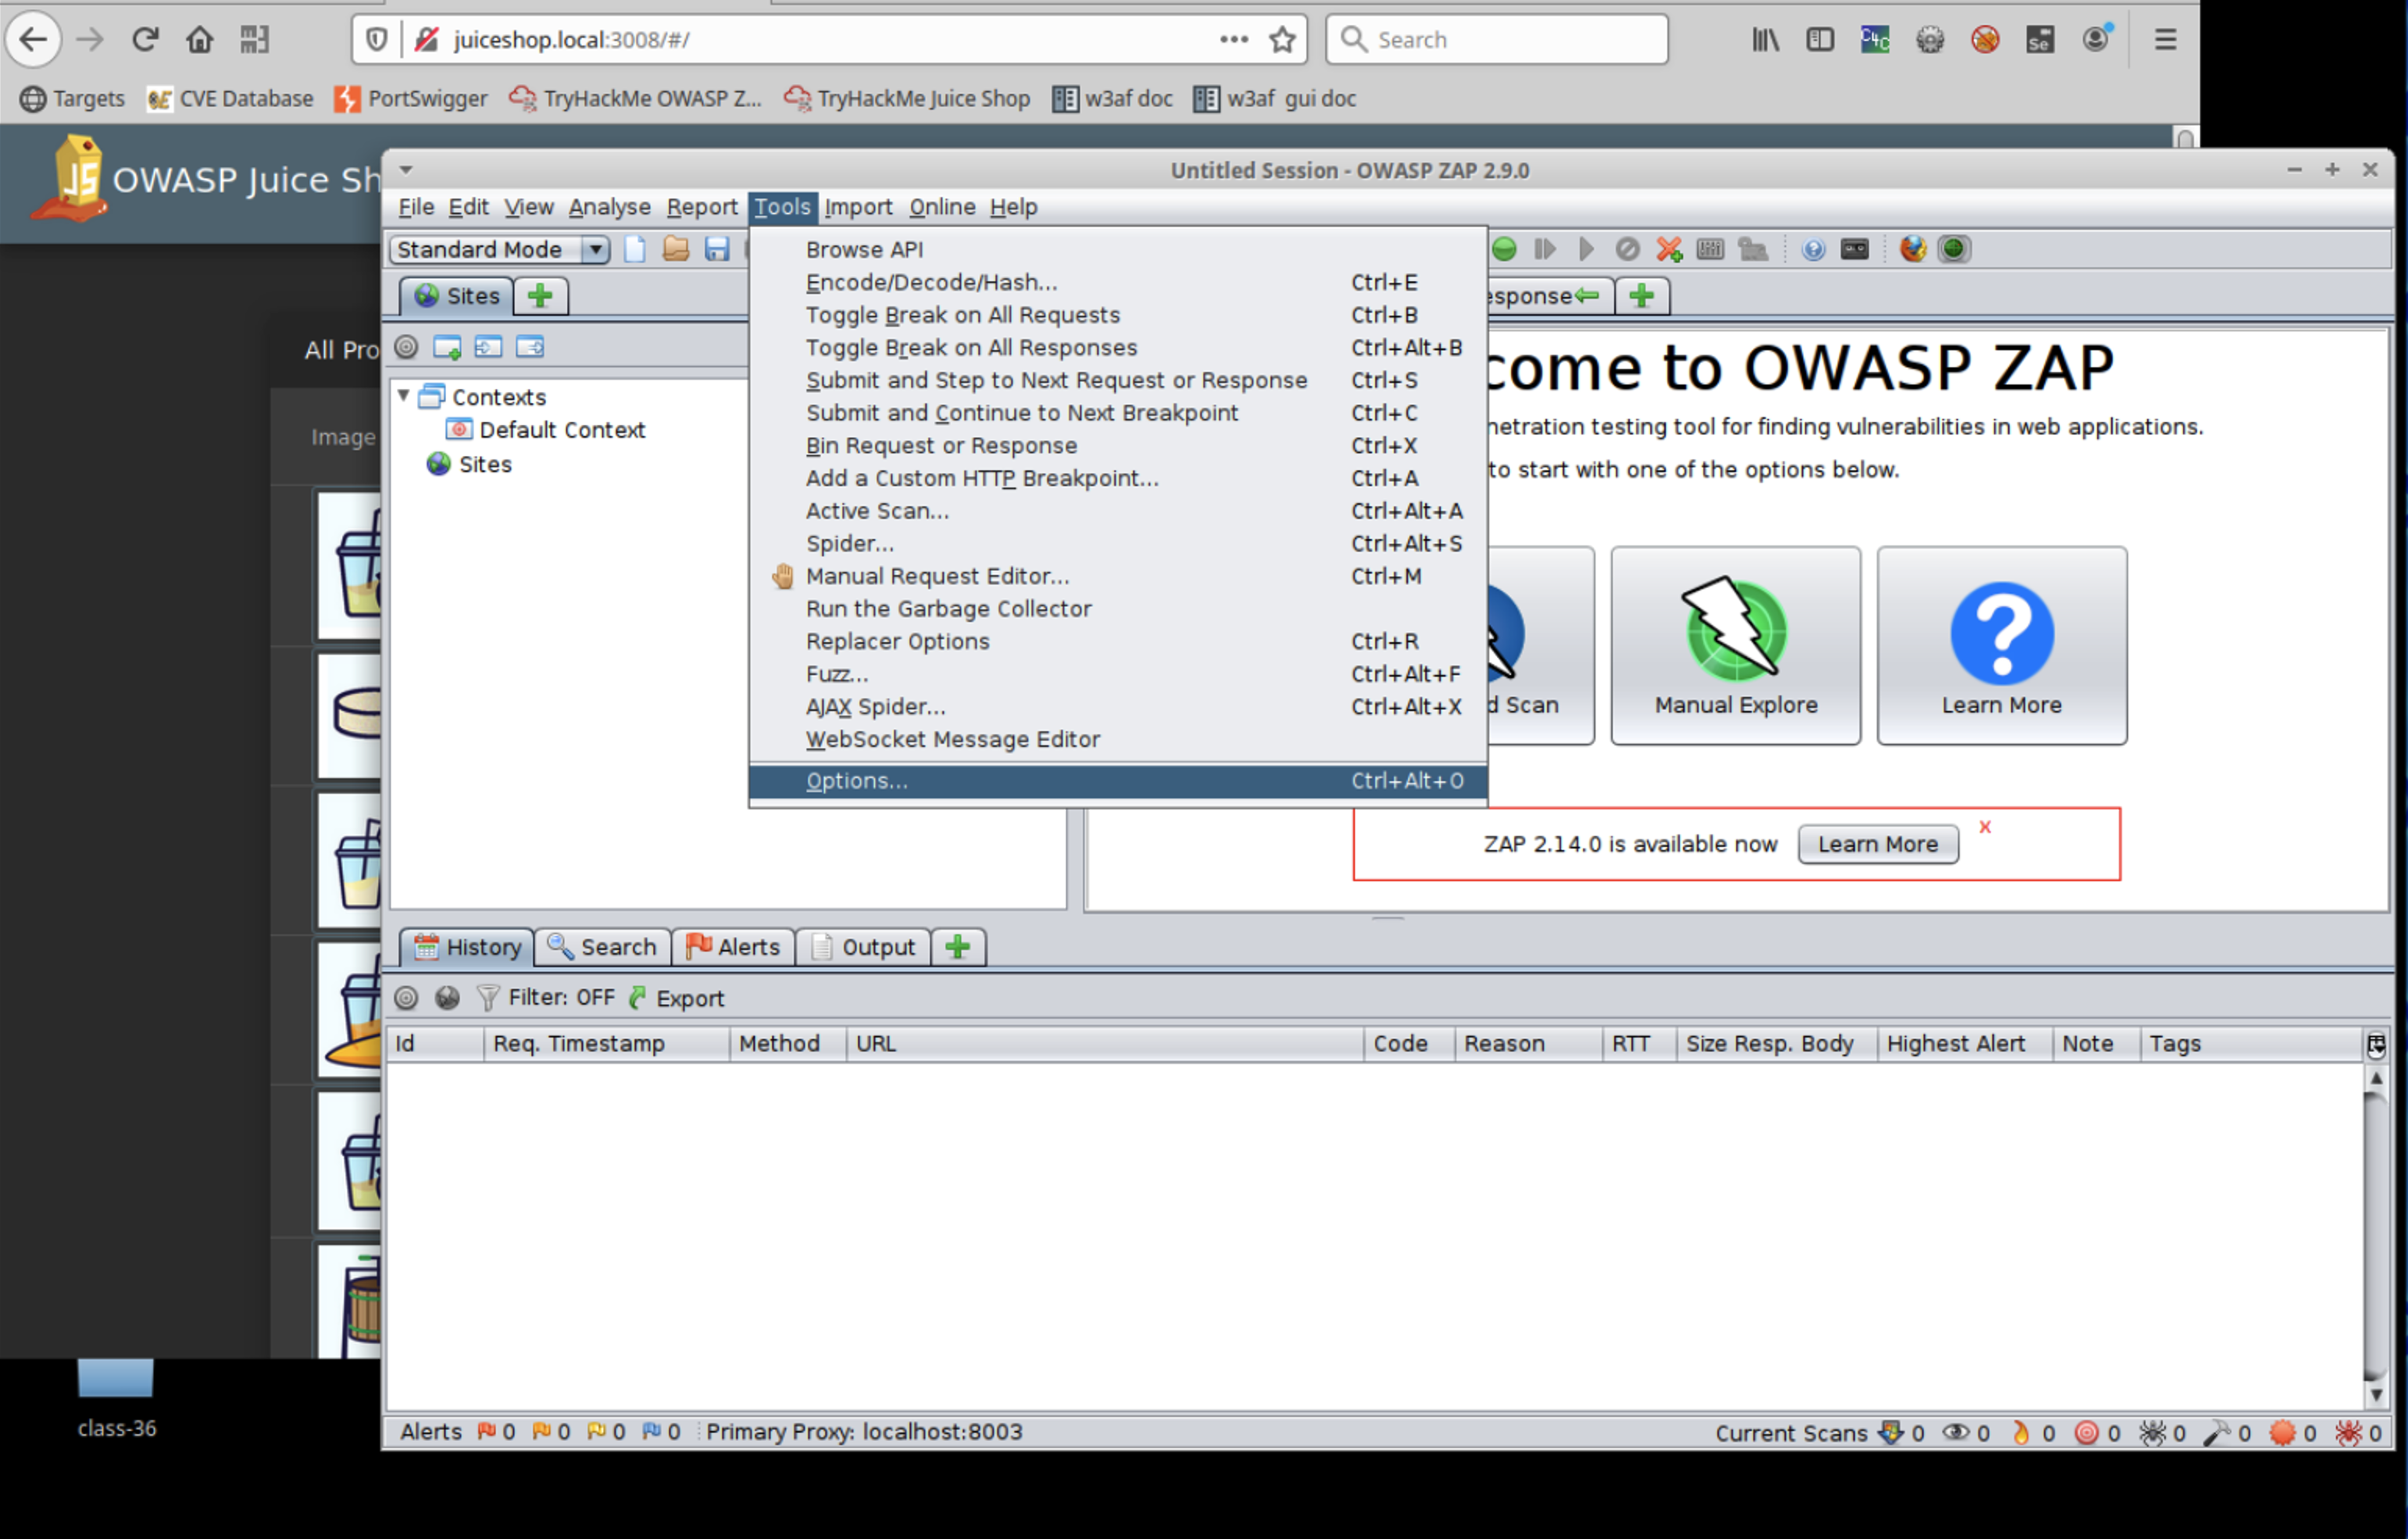 juiceshop.local:3008/#/
Search
Targets
CVE Database
PortSwigger
TryHackMe OWASP Z...
TryHackMe Juice Shop
w3af doc
w3af gui doc
JS
OWASP Juice Sh
Untitled Session - OWASP ZAP 2.9.0
File Edit View Analyse Report Tools Import Online Help
Standard Mode
Browse API
Encode/Decode/Hash... Ctrl+E
Toggle Break on All Requests Ctrl+B
Toggle Break on All Responses Ctrl+Alt+B
Submit and Step to Next Request or Response Ctrl+S
Submit and Continue to Next Breakpoint Ctrl+C
Bin Request or Response Ctrl+X
Add a Custom HTTP Breakpoint... Ctrl+A
Active Scan... Ctrl+Alt+A
Spider... Ctrl+Alt+S
Manual Request Editor... Ctrl+M
Run the Garbage Collector
Replacer Options Ctrl+R
Fuzz... Ctrl+Alt+F
AJAX Spider... Ctrl+Alt+X
WebSocket Message Editor
Options... Ctrl+Alt+O
Sites
Contexts
Default Context
Sites
All Pro
Image
esponse
come to OWASP ZAP
netration testing tool for finding vulnerabilities in web applications.
to start with one of the options below.
d Scan
Manual Explore
Learn More
ZAP 2.14.0 is available now
Learn More
x
History
Search
Alerts
Output
Filter: OFF
Export
Id Req. Timestamp Method URL Code Reason RTT Size Resp. Body Highest Alert Note Tags
Alerts 0 0 0 0 Primary Proxy: localhost:8003
Current Scans 0 0 0 0 0 0 0 0
class-36